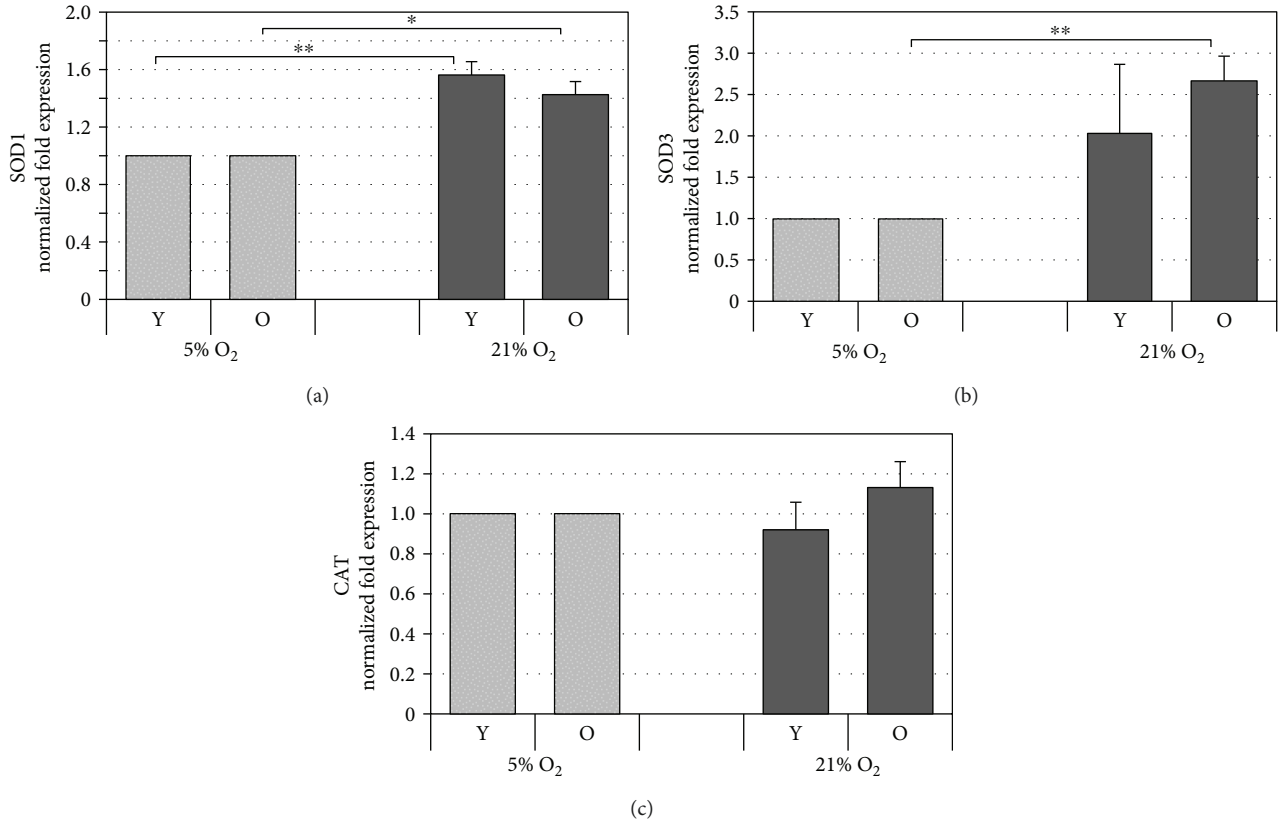 SOD1
normalized fold expression
2.0
1.6
1.2
0.8
0.4
0
**
*
Y O Y O
5% O₂ 21% O₂
(a)
SOD3
normalized fold expression
3.5
3.0
2.5
2.0
1.5
1.0
0.5
0
**
Y O Y O
5% O₂ 21% O₂
(b)
CAT
normalized fold expression
1.4
1.2
1.0
0.8
0.6
0.4
0.2
0
Y O Y O
5% O₂ 21% O₂
(c)